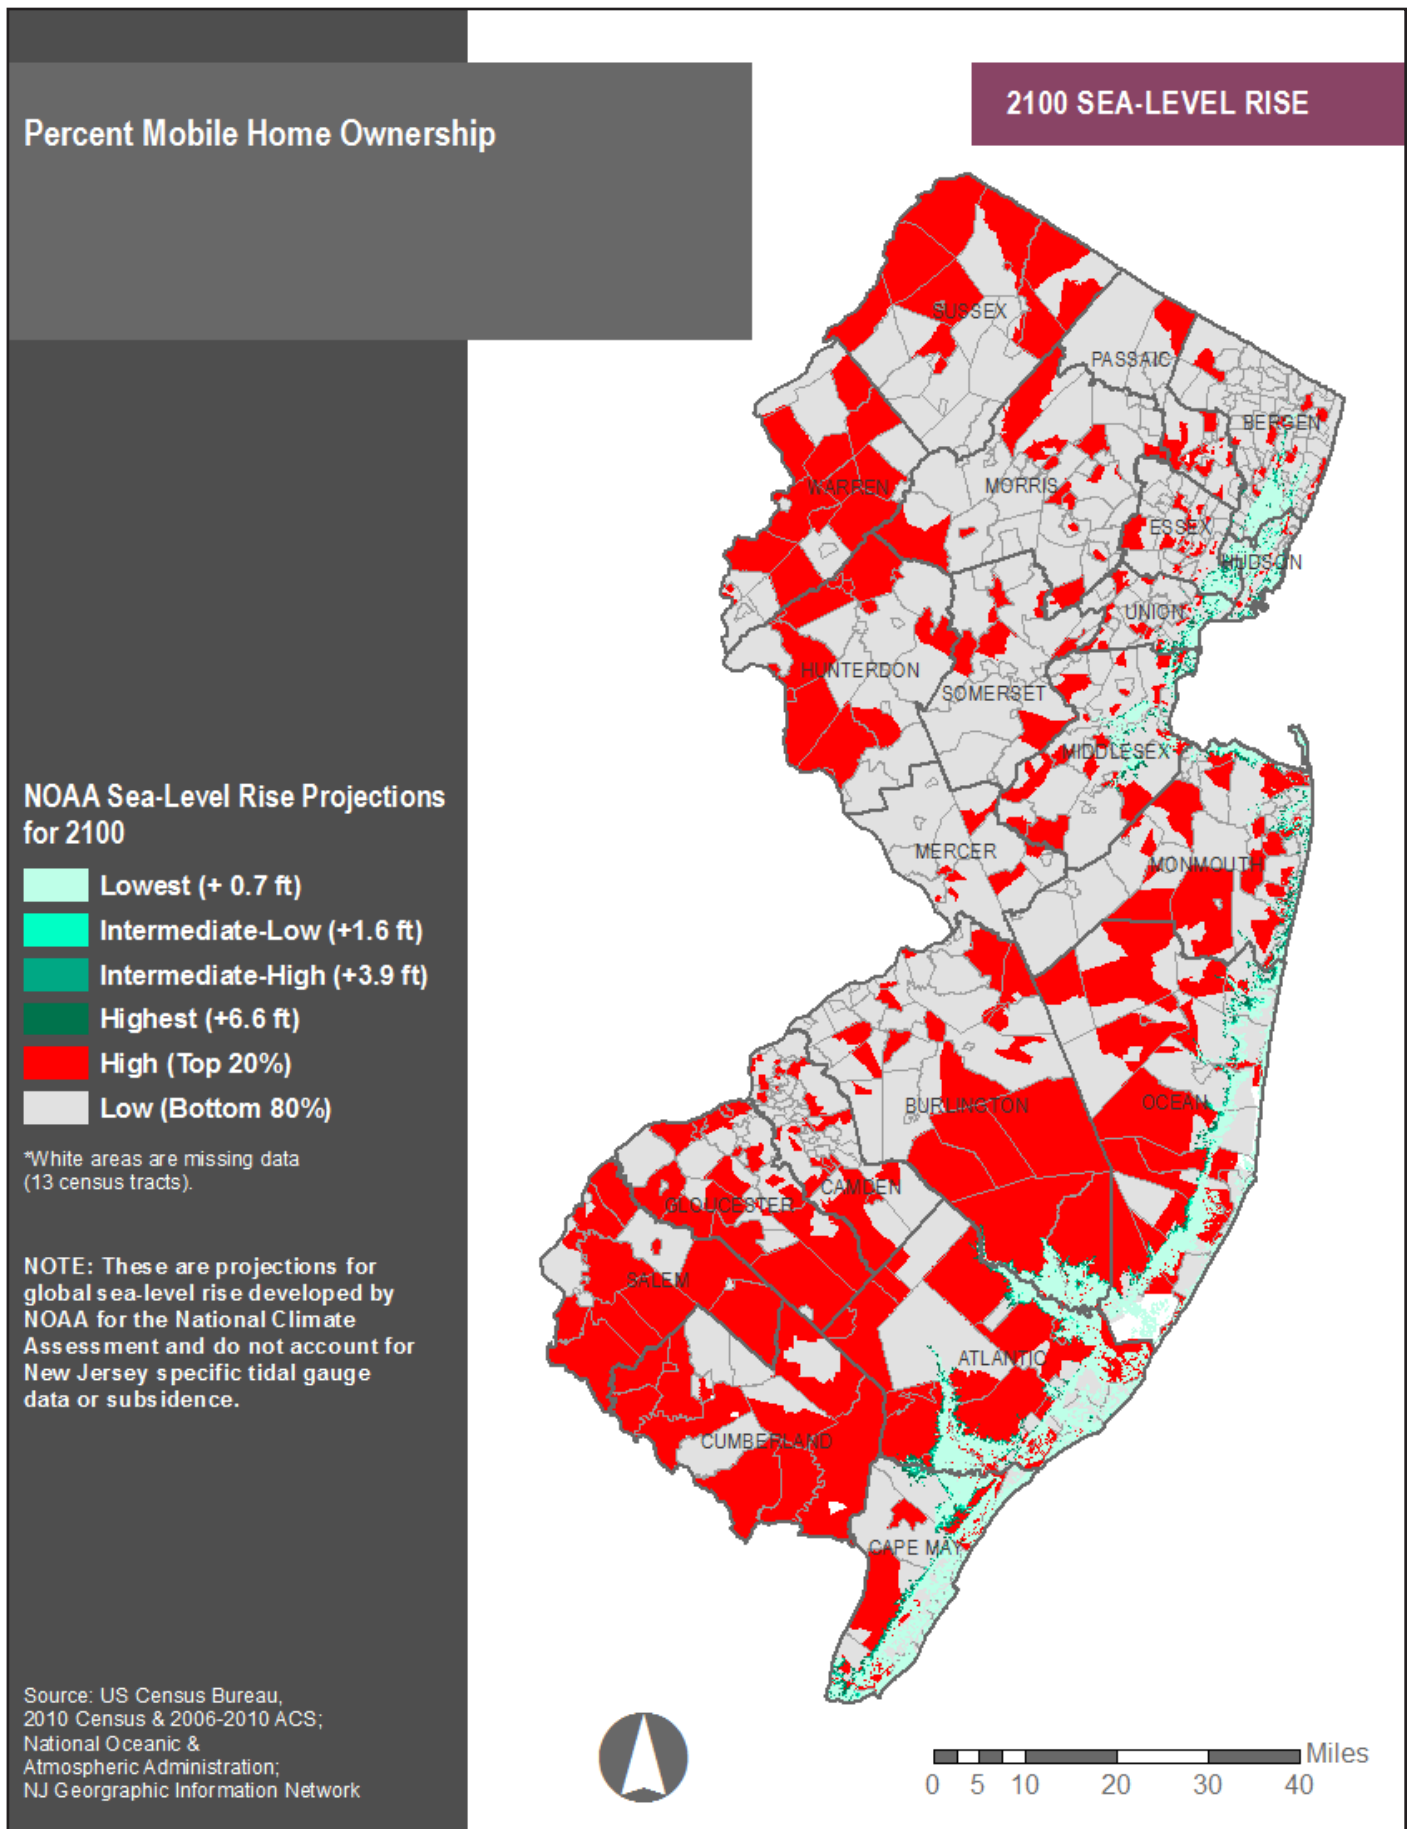 Percent Mobile Home Ownership
2100 SEA-LEVEL RISE
SUSSEX
PASSAIC
BERGEN
WARREN
MORRIS
ESSEX
HUDSON
UNION
HUNTERDON
SOMERSET
MIDDLESEX
MERCER
MONMOUTH
BURLINGTON
OCEAN
CAMDEN
GLOUCESTER
SALEM
ATLANTIC
CUMBERLAND
CAPE MAY
NOAA Sea-Level Rise Projections
for 2100
Lowest (+ 0.7 ft)
Intermediate-Low (+1.6 ft)
Intermediate-High (+3.9 ft)
Highest (+6.6 ft)
High (Top 20%)
Low (Bottom 80%)
*White areas are missing data
(13 census tracts).
NOTE: These are projections for
global sea-level rise developed by
NOAA for the National Climate
Assessment and do not account for
New Jersey specific tidal gauge
data or subsidence.
Source: US Census Bureau,
2010 Census & 2006-2010 ACS;
National Oceanic &
Atmospheric Administration;
NJ Georgraphic Information Network
Miles
0 5 10 20 30 40